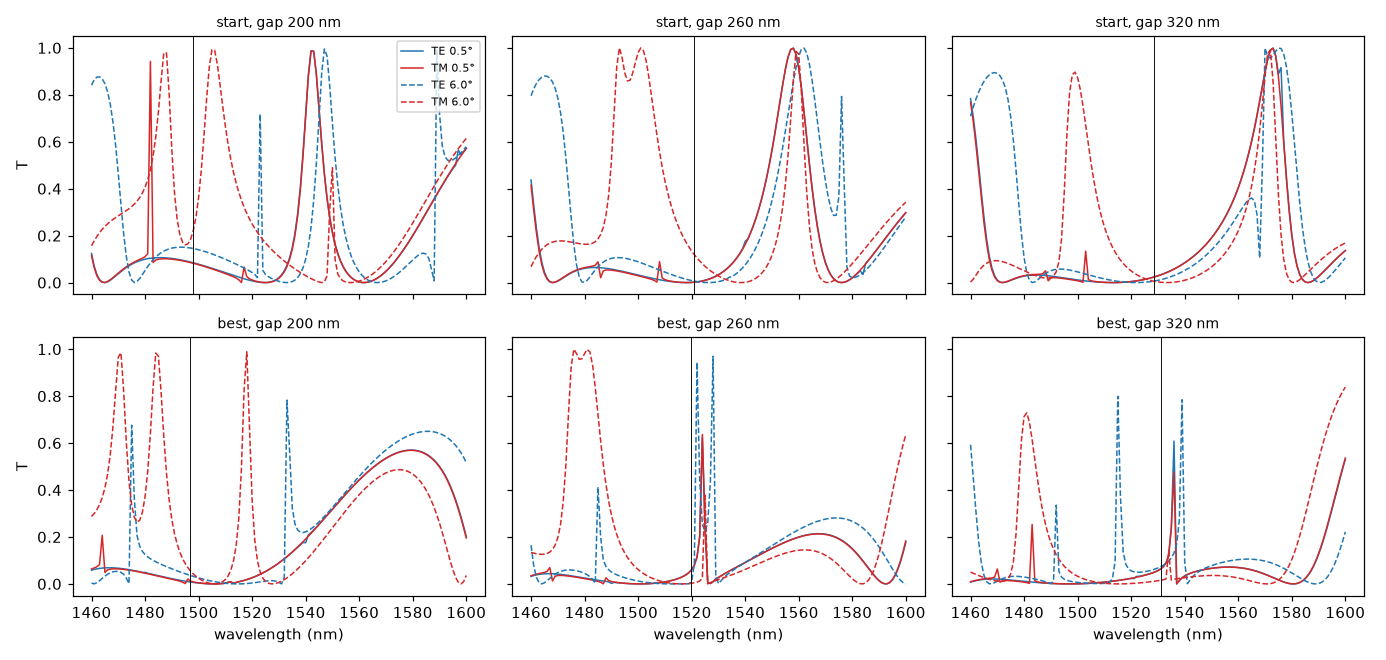 start, gap 200 nm
start, gap 260 nm
start, gap 320 nm
T
1.0
0.8
0.6
0.4
0.2
0.0
TE 0.5°
TM 0.5°
TE 6.0°
TM 6.0°
best, gap 200 nm
best, gap 260 nm
best, gap 320 nm
T
1.0
0.8
0.6
0.4
0.2
0.0
1460 1480 1500 1520 1540 1560 1580 1600
1460 1480 1500 1520 1540 1560 1580 1600
1460 1480 1500 1520 1540 1560 1580 1600
wavelength (nm)
wavelength (nm)
wavelength (nm)